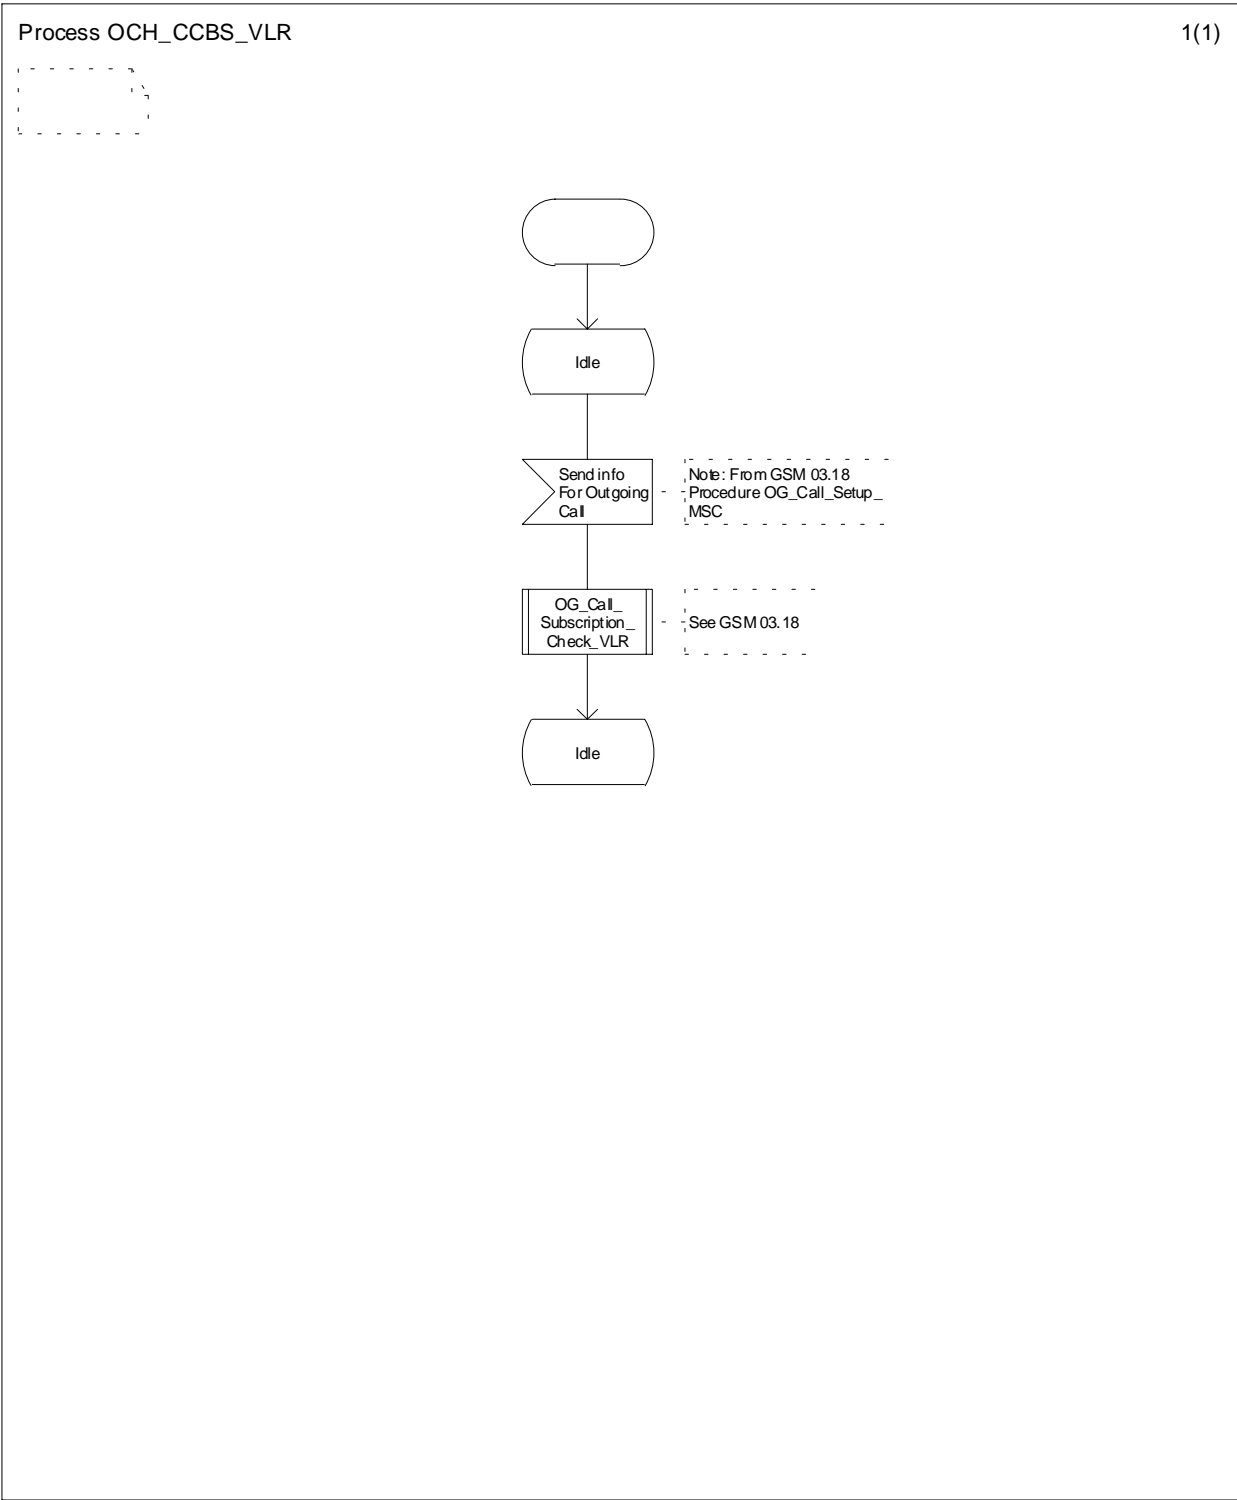 Process OCH_CCBS_VLR
1(1)
Idle
Send info
For Outgoing
Call
Note: From GSM 03.18
Procedure OG_Call_Setup_
MSC
OG_Call_
Subscription_
Check_VLR
See GSM 03.18
Idle